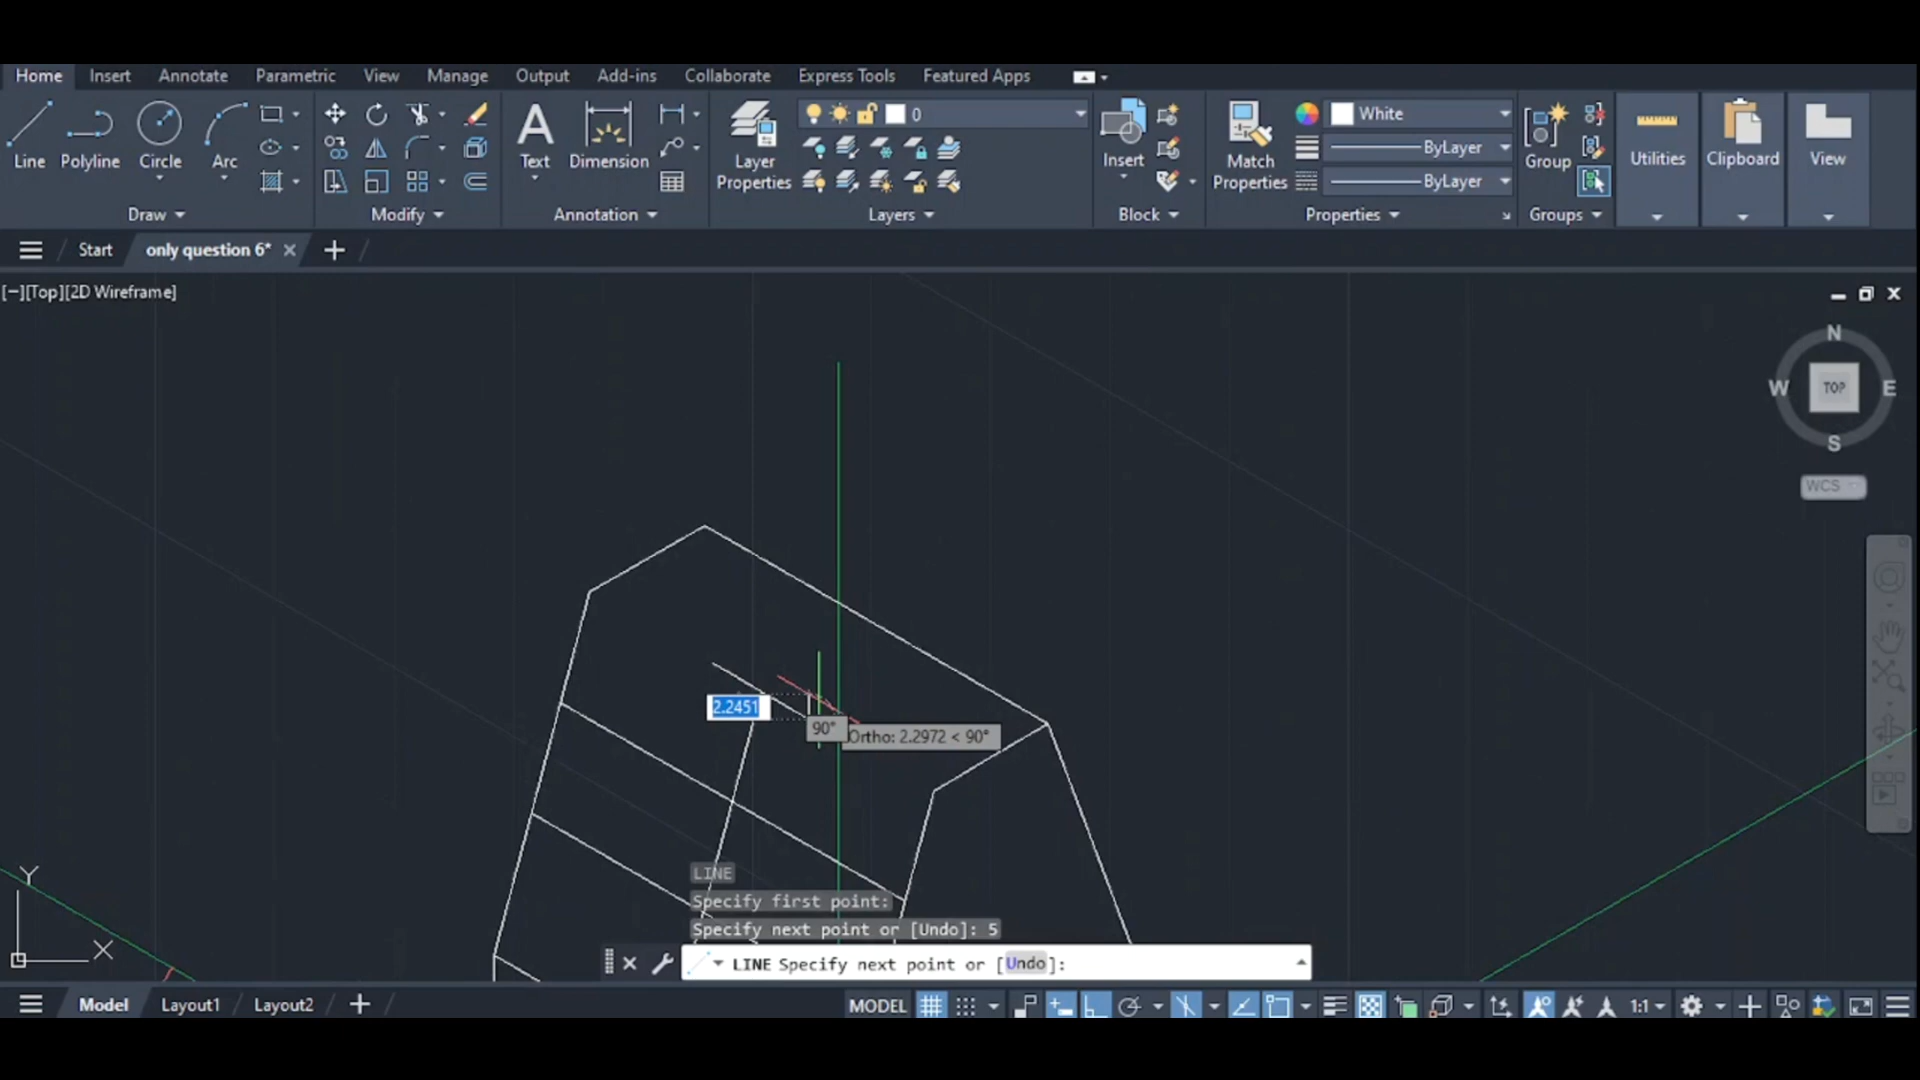 Home Insert Annotate Parametric View Manage Output Add-ins Collaborate Express Tools Featured Apps
0 White
Line Polyline Circle Arc Text Dimension Layer Properties Insert Match Properties ByLayer Group Utilities Clipboard View
ByLayer
Draw Modify Annotation Layers Block Properties Groups
Start only question 6*
[−][Top][2D Wireframe]
N
W TOP E
S
WCS
2.2451
90° Ortho: 2.2972 < 90°
Y
X
LINE
Specify first point:
Specify next point or [Undo]: 5
LINE Specify next point or [Undo]:
Model Layout1 Layout2 MODEL 1:1